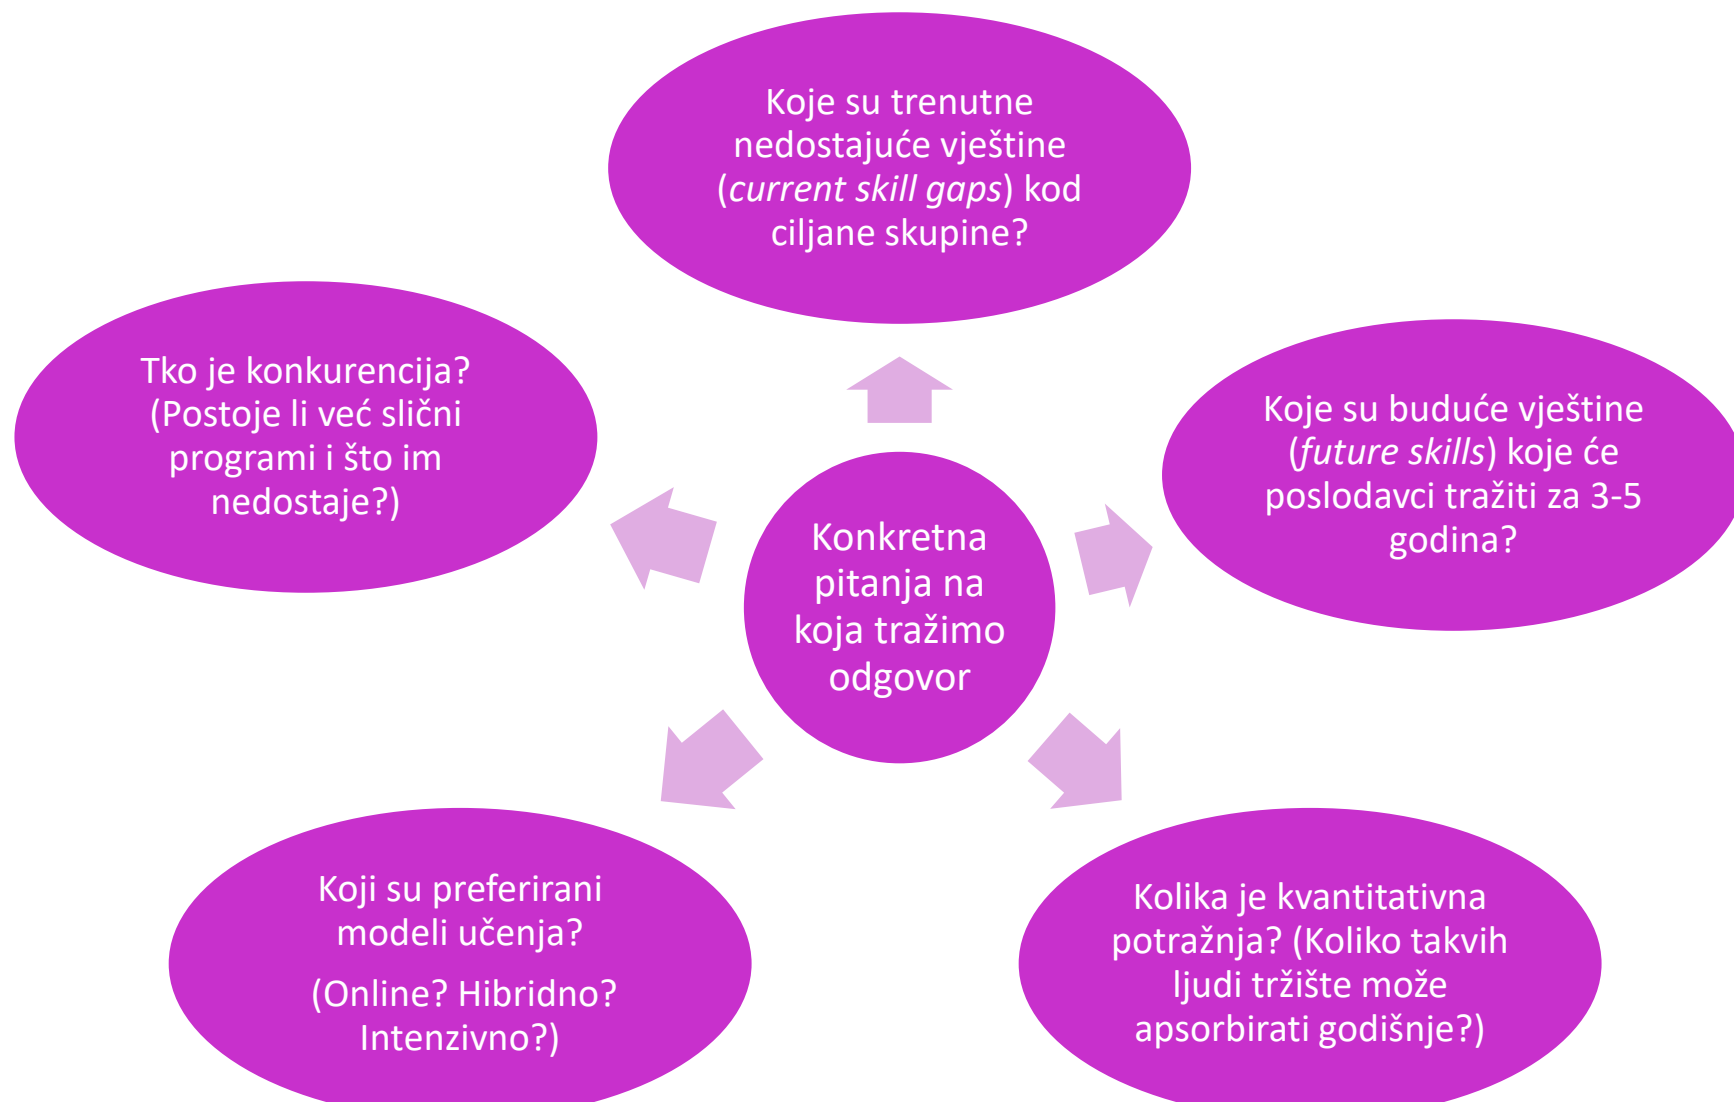 Koje su trenutne
nedostajuće vještine
(current skill gaps) kod
ciljane skupine?
Tko je konkurencija?
(Postoje li već slični
programi i što im
nedostaje?)
Koje su buduće vještine
(future skills) koje će
poslodavci tražiti za 3-5
godina?
Konkretna
pitanja na
koja tražimo
odgovor
Koji su preferirani
modeli učenja?
(Online? Hibridno?
Intenzivno?)
Kolika je kvantitativna
potražnja? (Koliko takvih
ljudi tržište može
apsorbirati godišnje?)